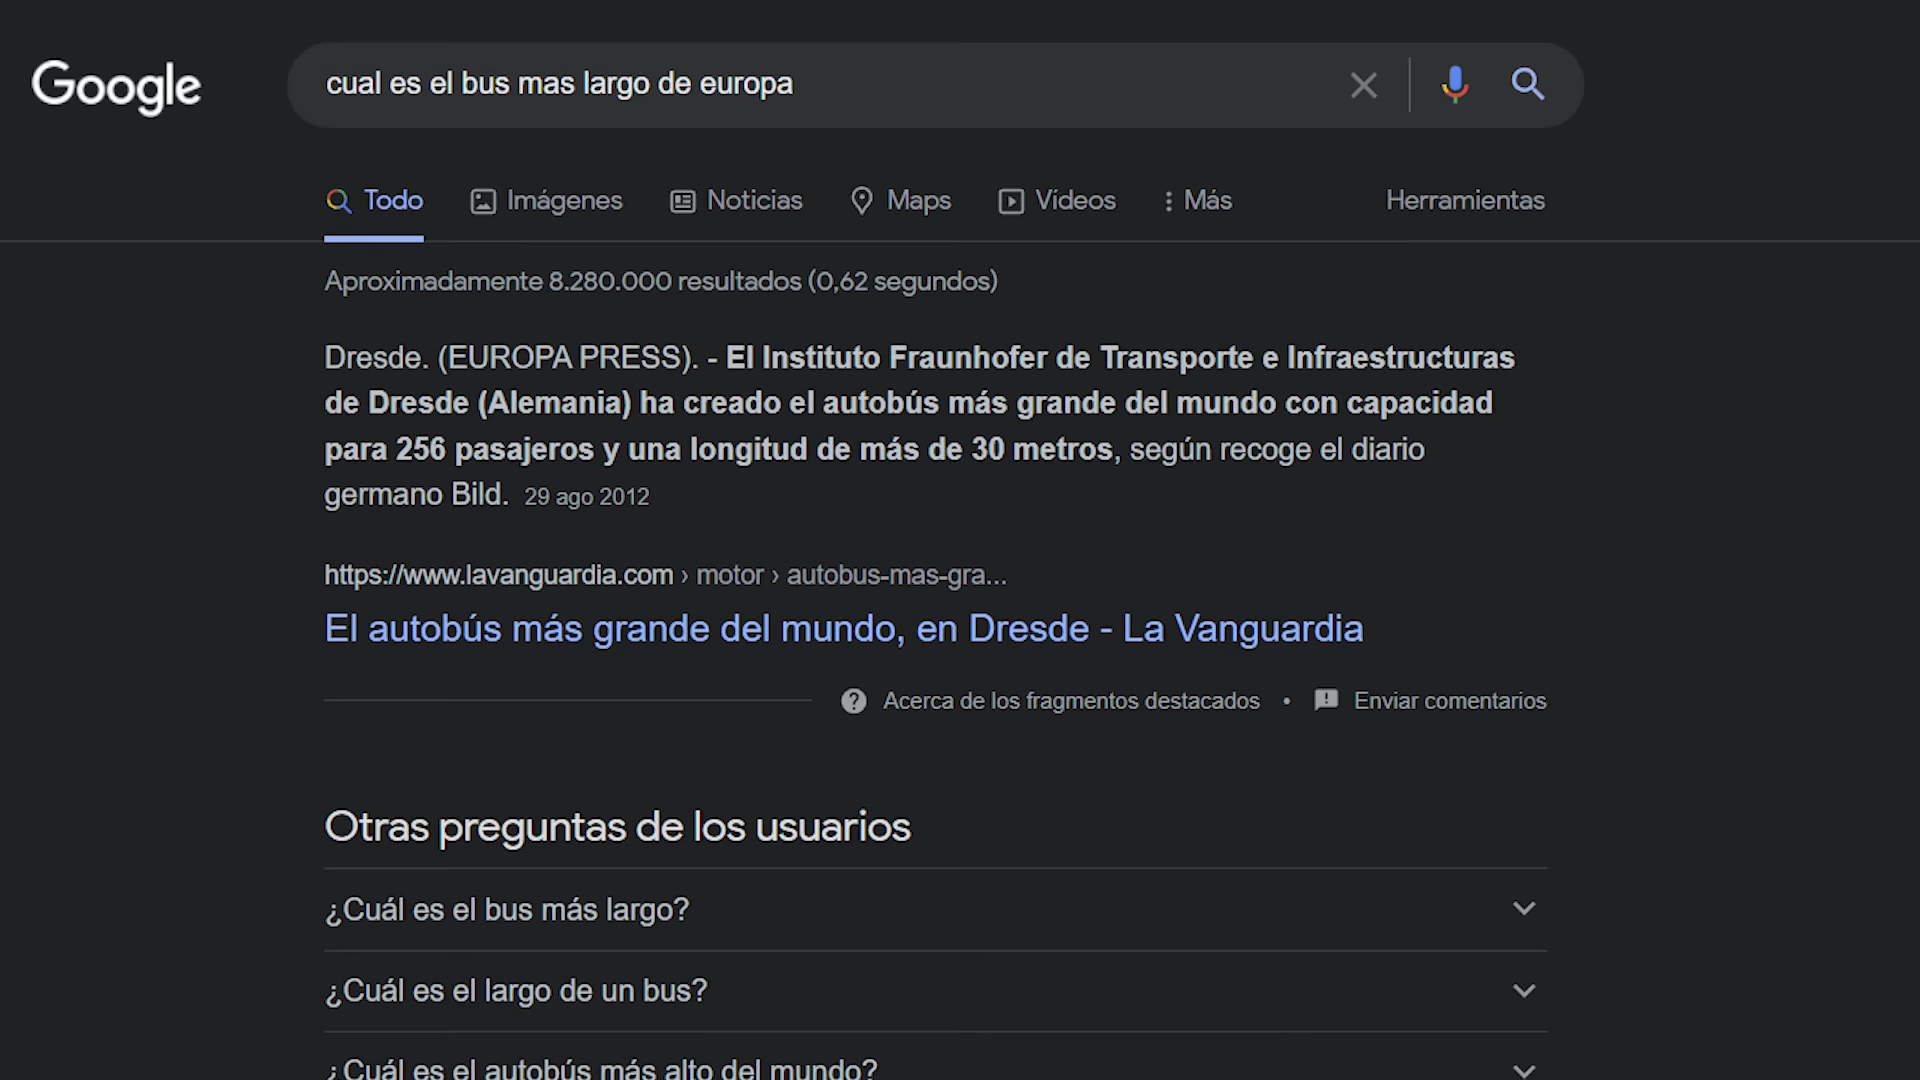 Google
cual es el bus mas largo de europa
Todo
Imágenes
Noticias
Maps
Vídeos
Más
Herramientas
Aproximadamente 8.280.000 resultados (0,62 segundos)
Dresde. (EUROPA PRESS). - El Instituto Fraunhofer de Transporte e Infraestructuras
de Dresde (Alemania) ha creado el autobús más grande del mundo con capacidad
para 256 pasajeros y una longitud de más de 30 metros, según recoge el diario
germano Bild. 29 ago 2012
https://www.lavanguardia.com › motor › autobus-mas-gra...
El autobús más grande del mundo, en Dresde - La Vanguardia
Acerca de los fragmentos destacados • Enviar comentarios
Otras preguntas de los usuarios
¿Cuál es el bus más largo?
¿Cuál es el largo de un bus?
¿Cuál es el autobús más alto del mundo?